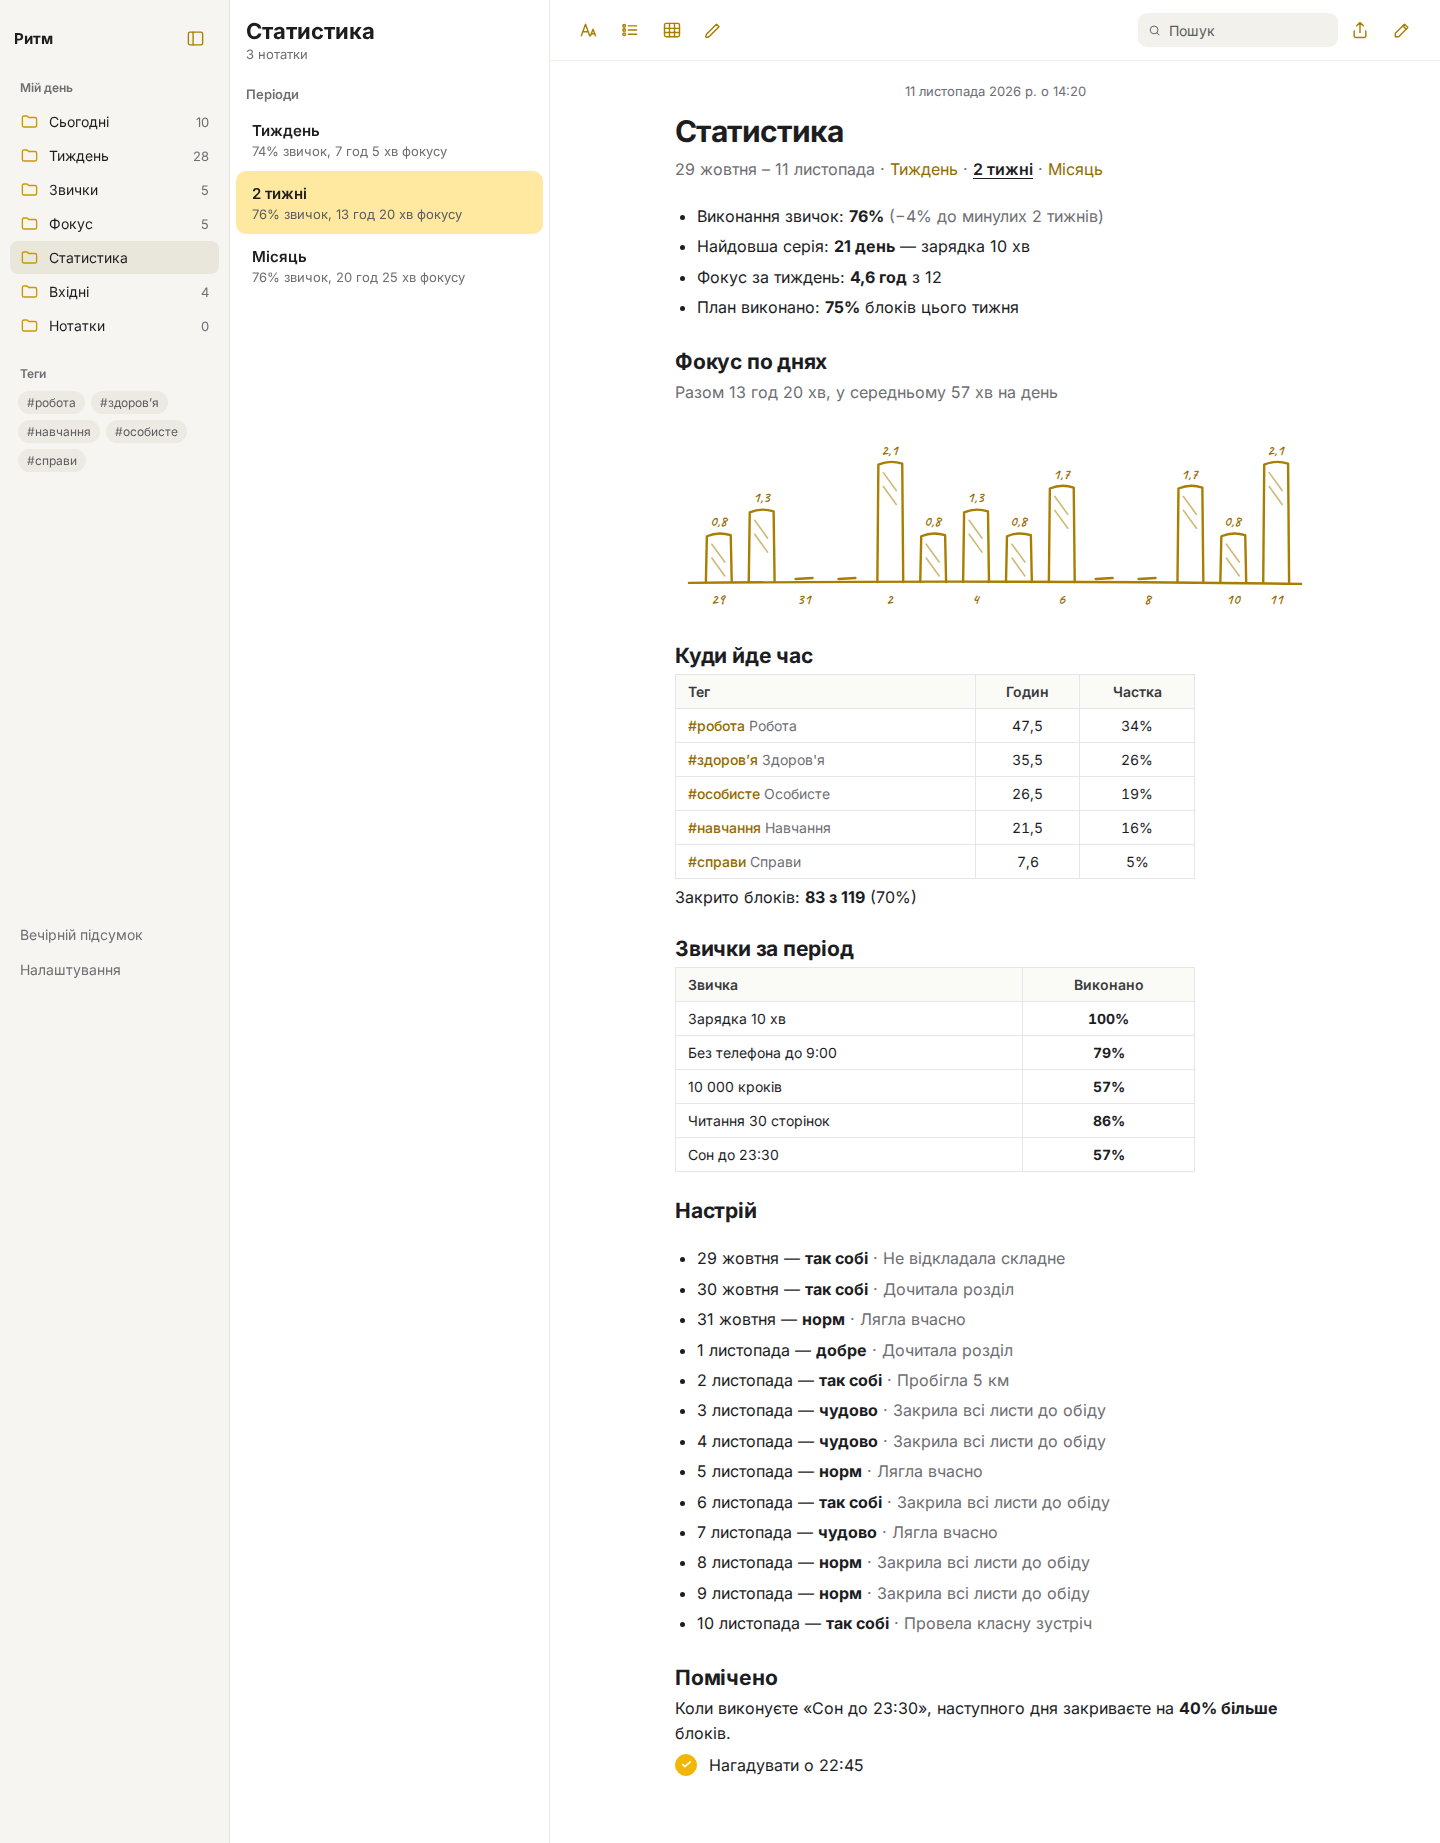 Ритм
Мій день
Сьогодні 10
Тиждень 28
Звички 5
Фокус 5
Статистика
Вхідні 4
Нотатки 0
Теги
#робота #здоров’я
#навчання #особисте
#справи
Вечірній підсумок
Налаштування
Статистика
3 нотатки
Періоди
Тиждень
74% звичок, 7 год 5 хв фокусу
2 тижні
76% звичок, 13 год 20 хв фокусу
Місяць
76% звичок, 20 год 25 хв фокусу
Пошук
11 листопада 2026 р. о 14:20
Статистика
29 жовтня – 11 листопада · Тиждень · 2 тижні · Місяць
• Виконання звичок: 76% (−4% до минулих 2 тижнів)
• Найдовша серія: 21 день — зарядка 10 хв
• Фокус за тиждень: 4,6 год з 12
• План виконано: 75% блоків цього тижня
Фокус по днях
Разом 13 год 20 хв, у середньому 57 хв на день
0,8 1,3 2,1 0,8 1,3 0,8 1,7 1,7 0,8 2,1
29 31 2 4 6 8 10 11
Куди йде час
Тег Годин Частка
#робота Робота 47,5 34%
#здоров’я Здоров'я 35,5 26%
#особисте Особисте 26,5 19%
#навчання Навчання 21,5 16%
#справи Справи 7,6 5%
Закрито блоків: 83 з 119 (70%)
Звички за період
Звичка Виконано
Зарядка 10 хв 100%
Без телефона до 9:00 79%
10 000 кроків 57%
Читання 30 сторінок 86%
Сон до 23:30 57%
Настрій
• 29 жовтня — так собі · Не відкладала складне
• 30 жовтня — так собі · Дочитала розділ
• 31 жовтня — норм · Лягла вчасно
• 1 листопада — добре · Дочитала розділ
• 2 листопада — так собі · Пробігла 5 км
• 3 листопада — чудово · Закрила всі листи до обіду
• 4 листопада — чудово · Закрила всі листи до обіду
• 5 листопада — норм · Лягла вчасно
• 6 листопада — так собі · Закрила всі листи до обіду
• 7 листопада — чудово · Лягла вчасно
• 8 листопада — норм · Закрила всі листи до обіду
• 9 листопада — норм · Закрила всі листи до обіду
• 10 листопада — так собі · Провела класну зустріч
Помічено
Коли виконуєте «Сон до 23:30», наступного дня закриваєте на 40% більше
блоків.
Нагадувати о 22:45